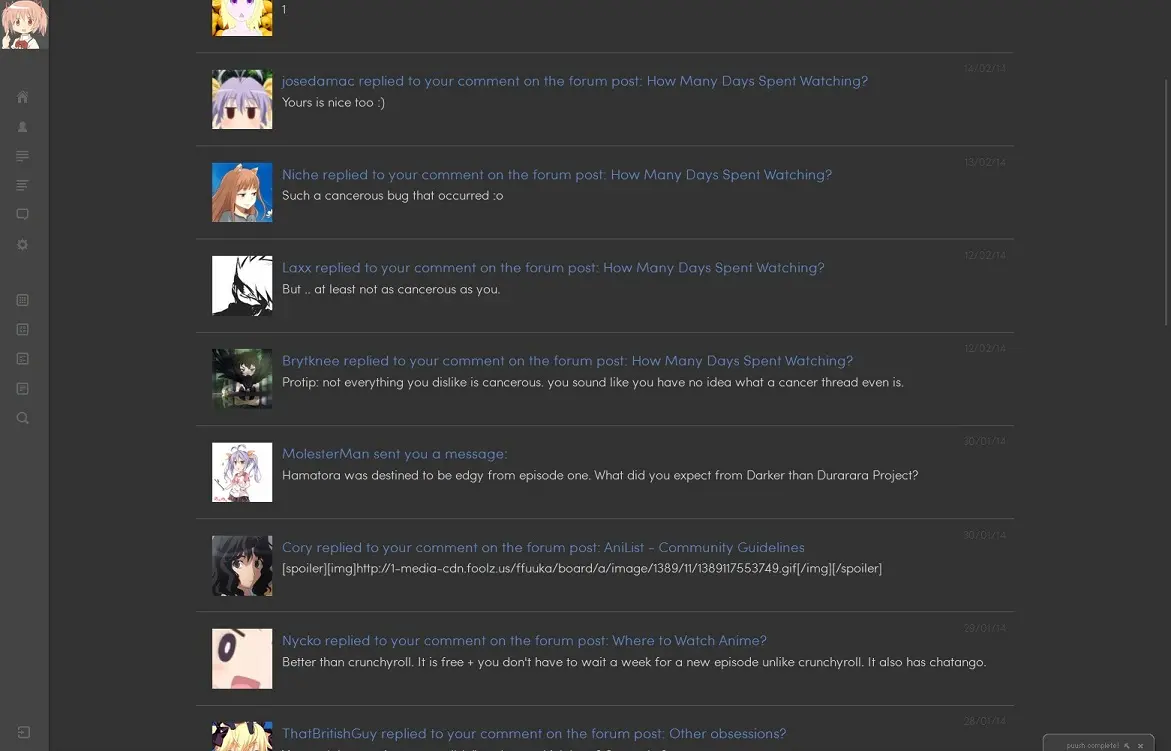 1
14/02/14
josedamac replied to your comment on the forum post: How Many Days Spent Watching?
Yours is nice too :)
13/02/14
Niche replied to your comment on the forum post: How Many Days Spent Watching?
Such a cancerous bug that occurred :o
12/02/14
Laxx replied to your comment on the forum post: How Many Days Spent Watching?
But .. at least not as cancerous as you.
12/02/14
Brytknee replied to your comment on the forum post: How Many Days Spent Watching?
Protip: not everything you dislike is cancerous. you sound like you have no idea what a cancer thread even is.
30/01/14
MolesterMan sent you a message:
Hamatora was destined to be edgy from episode one. What did you expect from Darker than Durarara Project?
30/01/14
Cory replied to your comment on the forum post: AniList - Community Guidelines
[spoiler][img]http://1-media-cdn.foolz.us/ffuuka/board/a/image/1389/11/1389117553749.gif[/img][/spoiler]
29/01/14
Nycko replied to your comment on the forum post: Where to Watch Anime?
Better than crunchyroll. It is free + you don't have to wait a week for a new episode unlike crunchyroll. It also has chatango.
28/01/14
ThatBritishGuy replied to your comment on the forum post: Other obsessions?
puush complete!